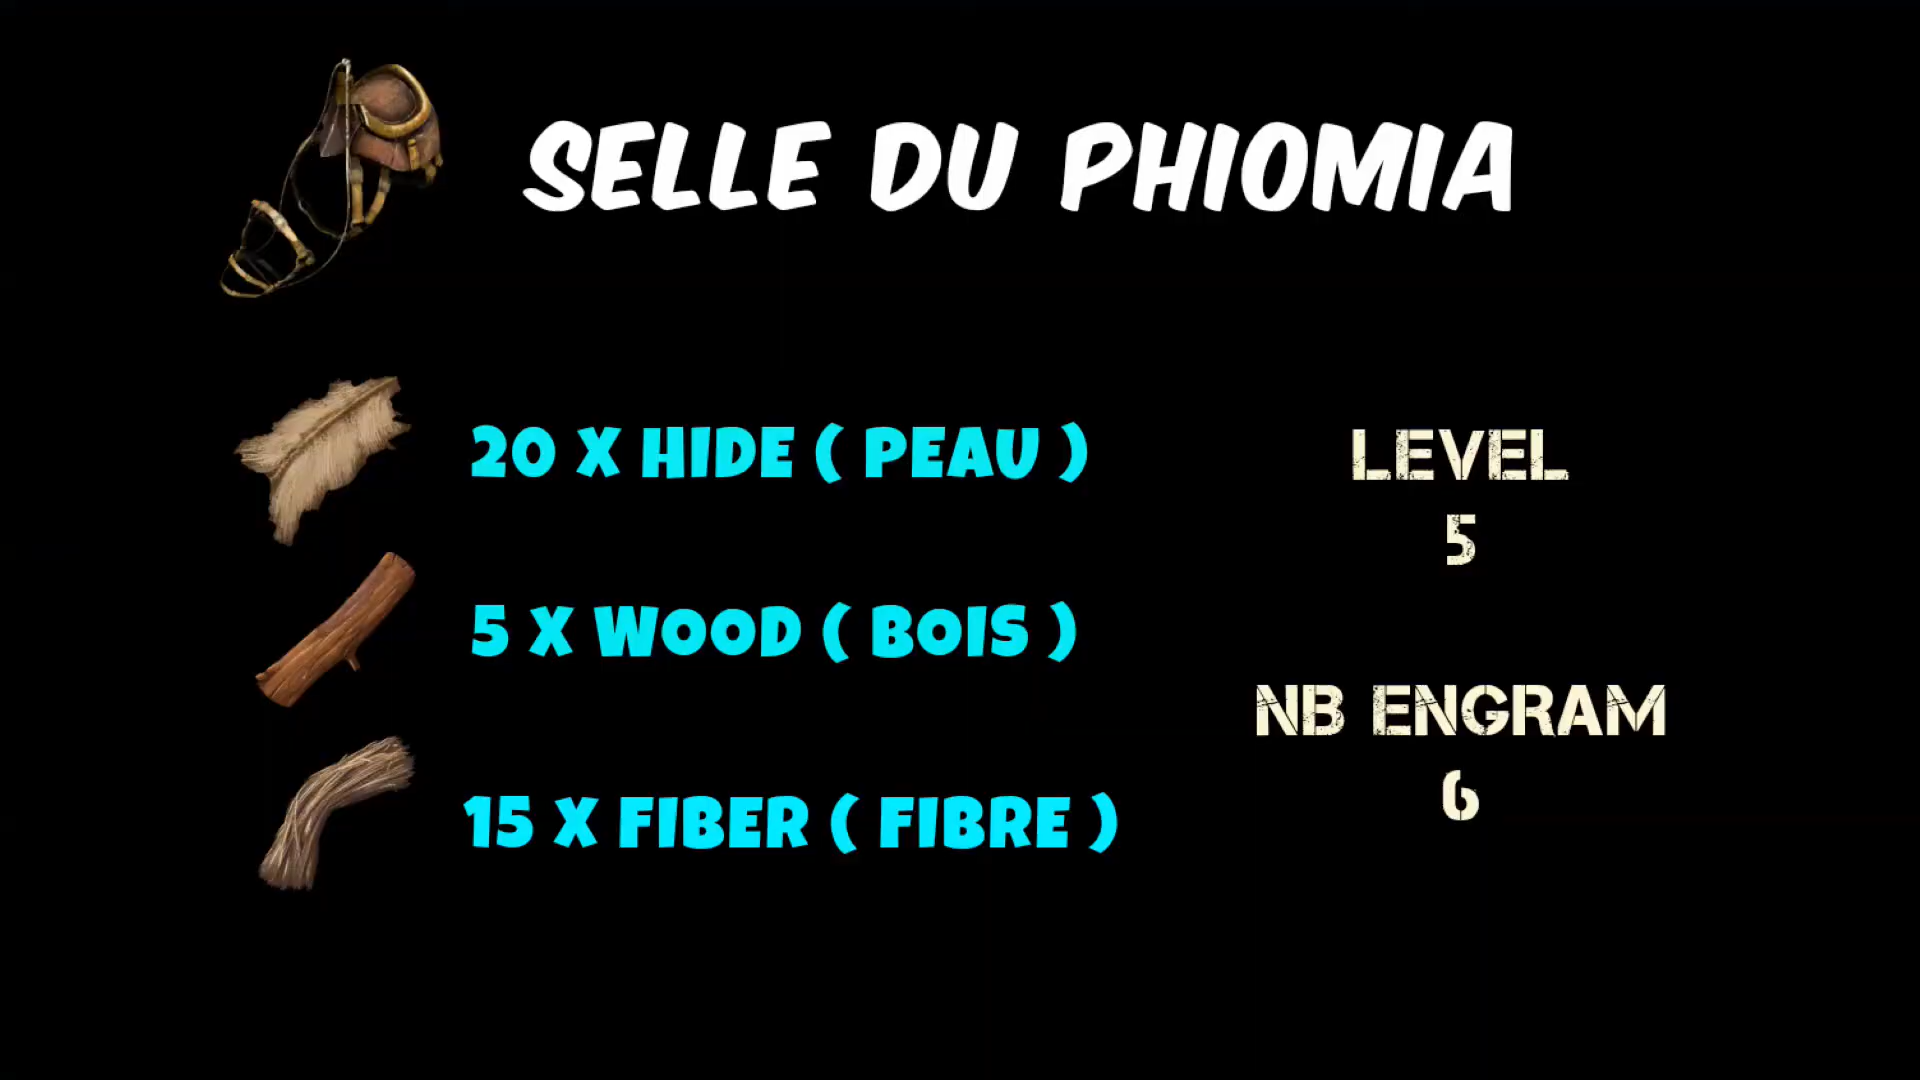 SELLE DU PHIOMIA
20 X HIDE ( PEAU )
5 X WOOD ( BOIS )
15 X FIBER ( FIBRE )
LEVEL
5
NB ENGRAM
6